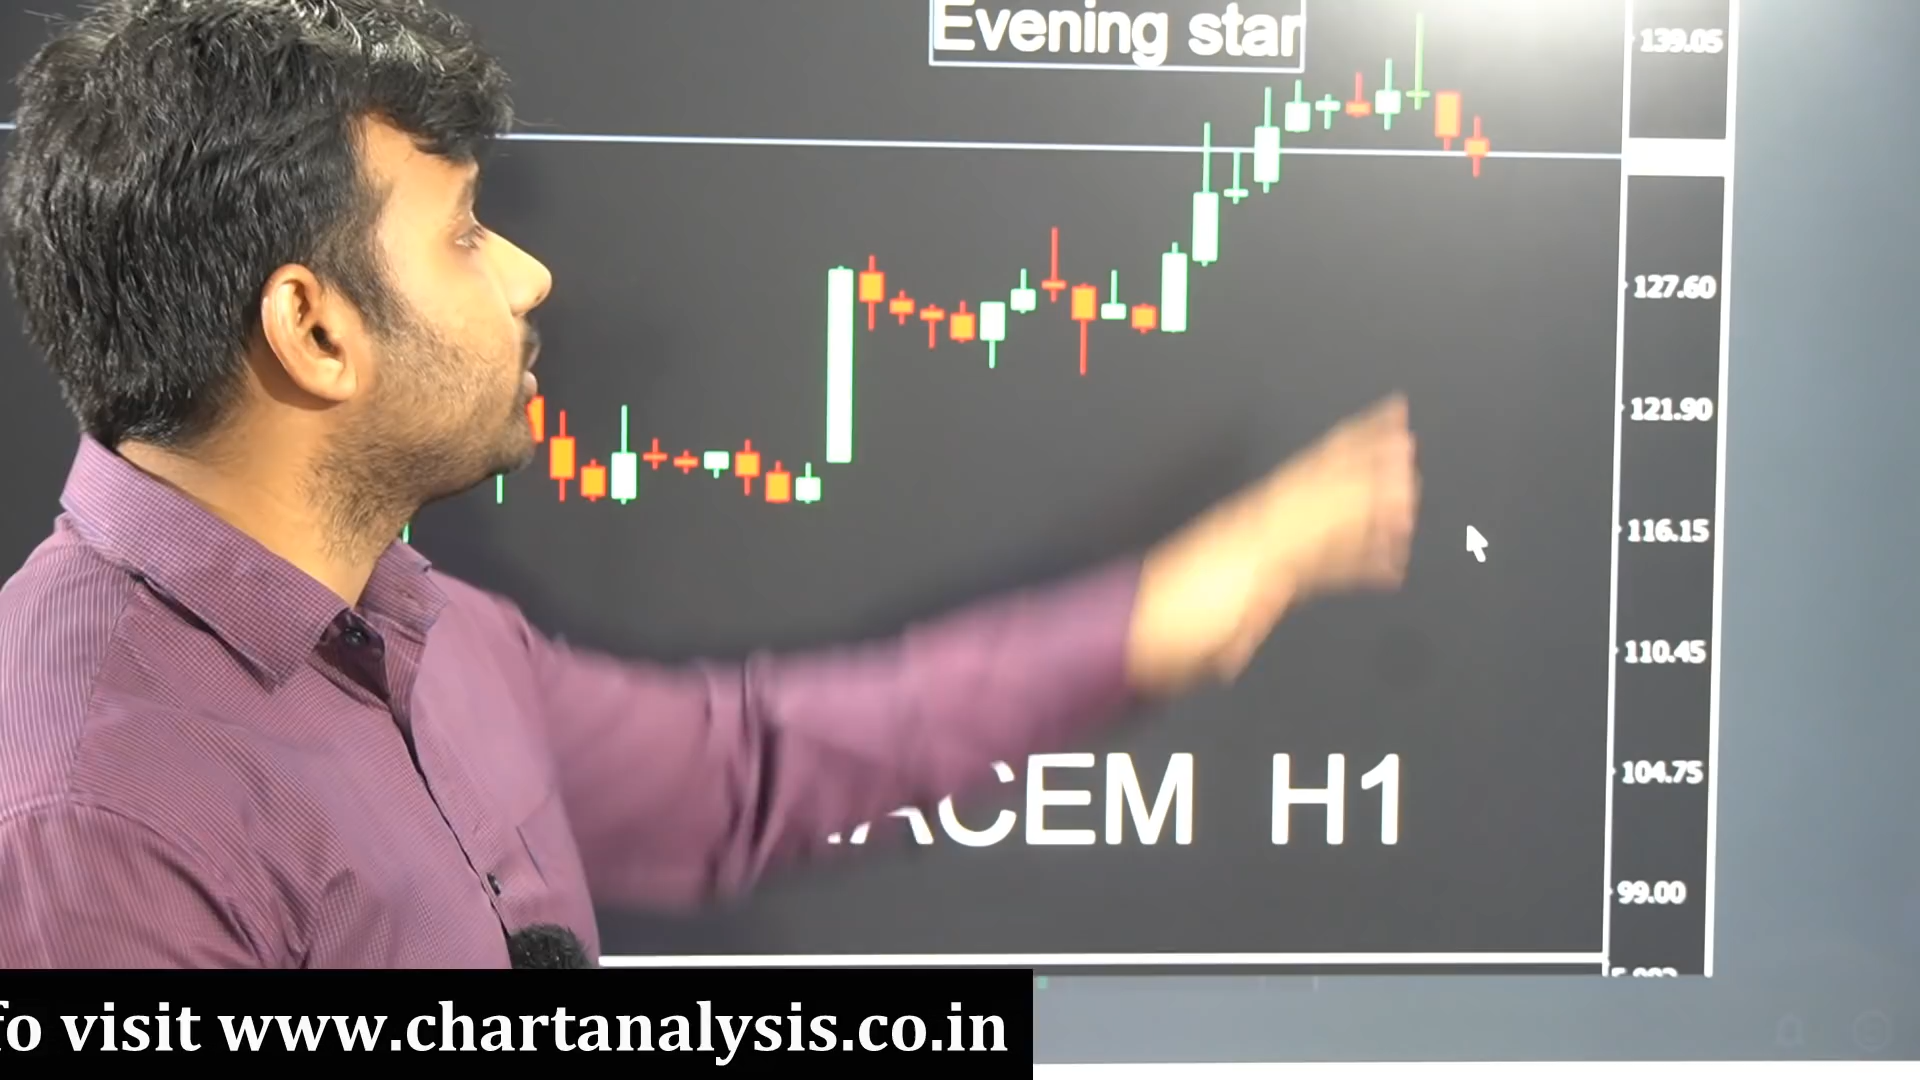 Evening star
139.05
127.60
121.90
116.15
110.45
104.75
ACEM H1
99.00
fo visit www.chartanalysis.co.in